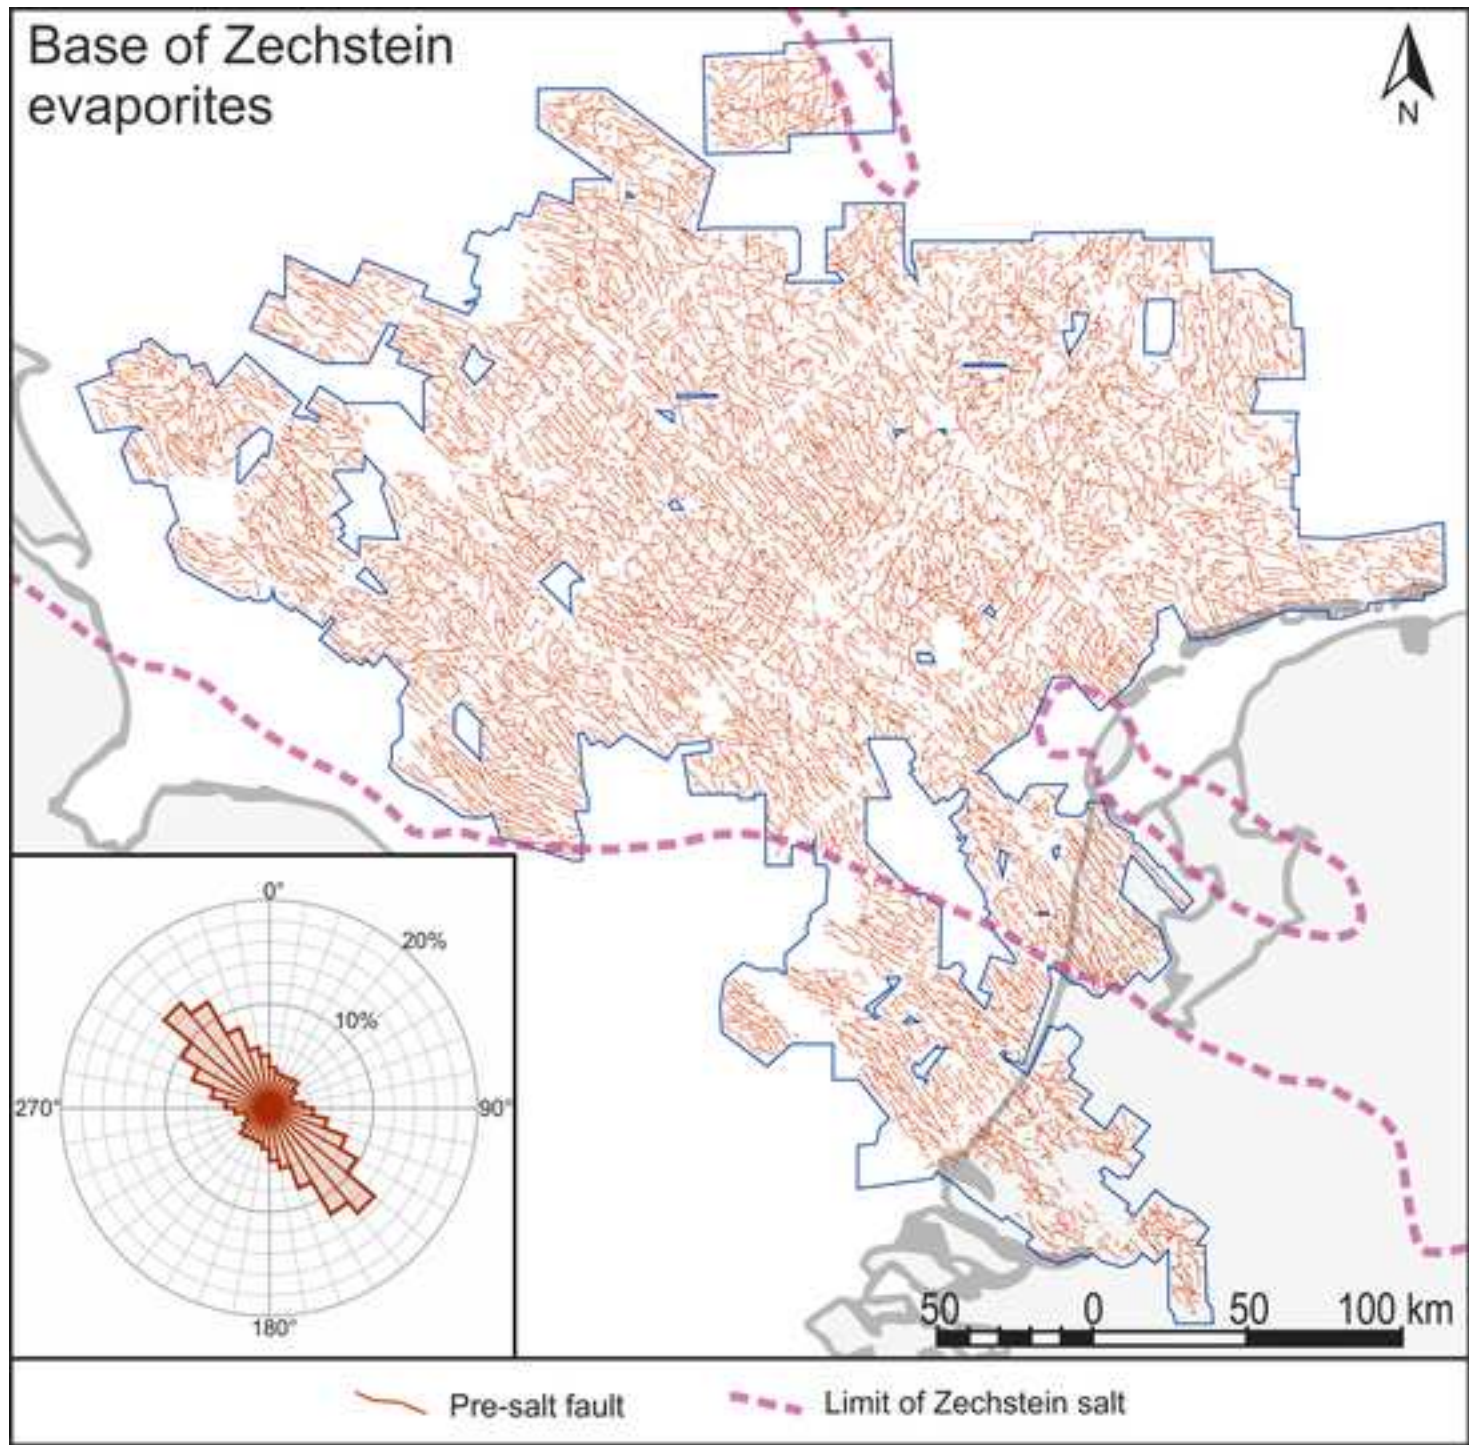 Base of Zechstein
evaporites
N
0°
20%
10%
270°
90°
180°
50 0 50 100 km
Pre-salt fault
Limit of Zechstein salt